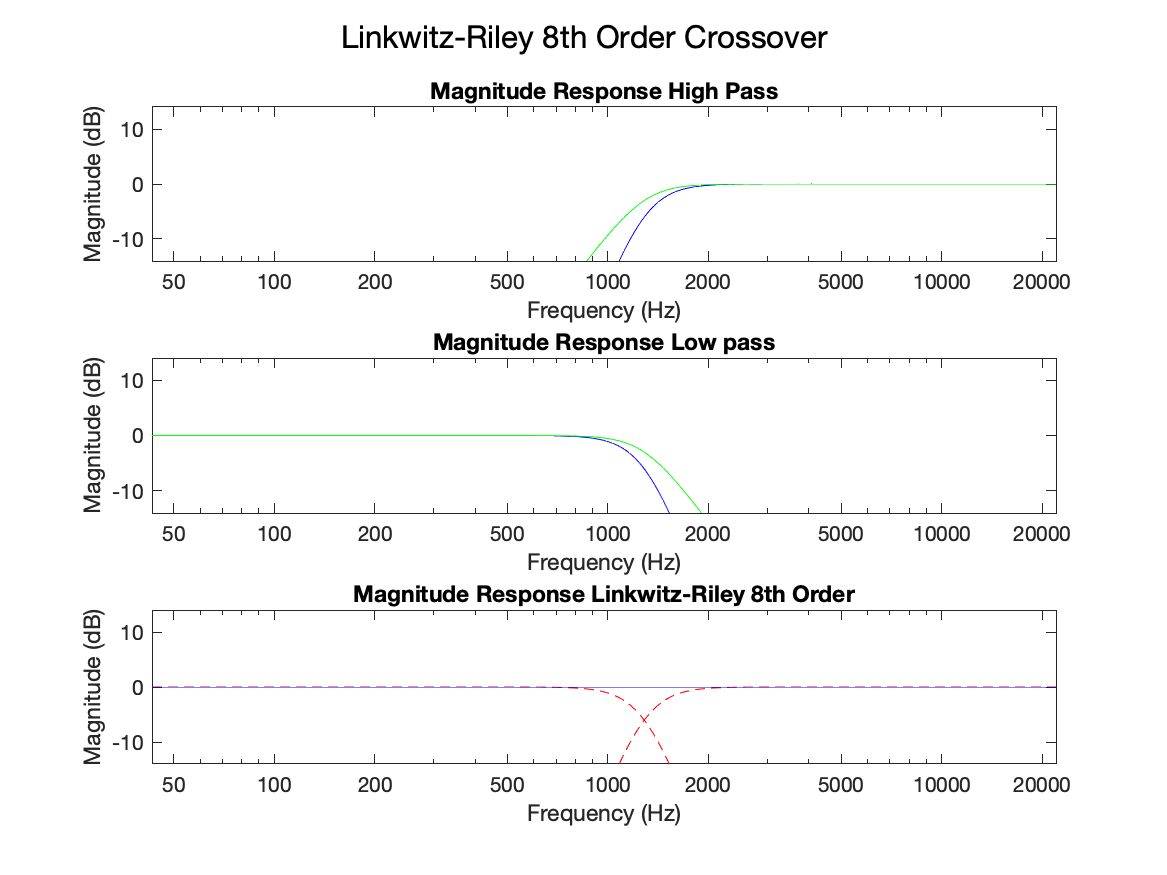 Linkwitz-Riley 8th Order Crossover
Magnitude Response High Pass
Magnitude (dB)
10
0
-10
50 100 200 500 1000 2000 5000 10000 20000
Frequency (Hz)
Magnitude Response Low pass
Magnitude (dB)
10
0
-10
50 100 200 500 1000 2000 5000 10000 20000
Frequency (Hz)
Magnitude Response Linkwitz-Riley 8th Order
Magnitude (dB)
10
0
-10
50 100 200 500 1000 2000 5000 10000 20000
Frequency (Hz)